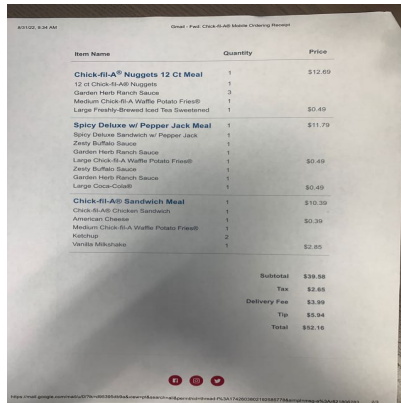 8/31/22, 9:34 AM Gmail - Fwd: Chick-fil-A® Mobile Ordering Receipt
Item Name Quantity Price
Chick-fil-A® Nuggets 12 Ct Meal 1 $12.69
12 ct Chick-fil-A® Nuggets 1
Garden Herb Ranch Sauce 3
Medium Chick-fil-A Waffle Potato Fries® 1
Large Freshly-Brewed Iced Tea Sweetened 1 $0.49
Spicy Deluxe w/ Pepper Jack Meal 1 $11.79
Spicy Deluxe Sandwich w/ Pepper Jack 1
Zesty Buffalo Sauce 1
Garden Herb Ranch Sauce 1
Large Chick-fil-A Waffle Potato Fries® 1 $0.49
Zesty Buffalo Sauce 1
Garden Herb Ranch Sauce 1
Large Coca-Cola® 1 $0.49
Chick-fil-A® Sandwich Meal 1 $10.39
Chick-fil-A® Chicken Sandwich 1
American Cheese 1 $0.39
Medium Chick-fil-A Waffle Potato Fries® 1
Ketchup 2
Vanilla Milkshake 1 $2.85
Subtotal $39.58
Tax $2.65
Delivery Fee $3.99
Tip $5.94
Total $52.16